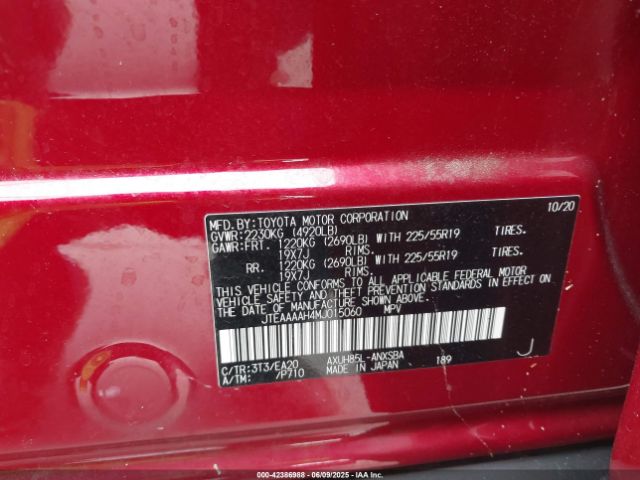 MFD.BY:TOYOTA MOTOR CORPORATION 10/20
GVWR:2230KG (4920LB)
GAWR:FRT. 1220KG (2690LB) WITH 225/55R19 TIRES.
19X7J RIMS.
RR. 1220KG (2690LB) WITH 225/55R19 TIRES.
19X7J RIMS.
THIS VEHICLE CONFORMS TO ALL APPLICABLE FEDERAL MOTOR
VEHICLE SAFETY AND THEFT PREVENTION STANDARDS IN EFFECT ON
THE DATE OF MANUFACTURE SHOWN ABOVE.
JTEAAAAH4MJ015060 MPV
C/TR:3T3/EA20 AXUH85L-ANXSBA 189
A/TM: /P710 MADE IN JAPAN J
000-42386988 - 06/09/2025 - IAAI.COM